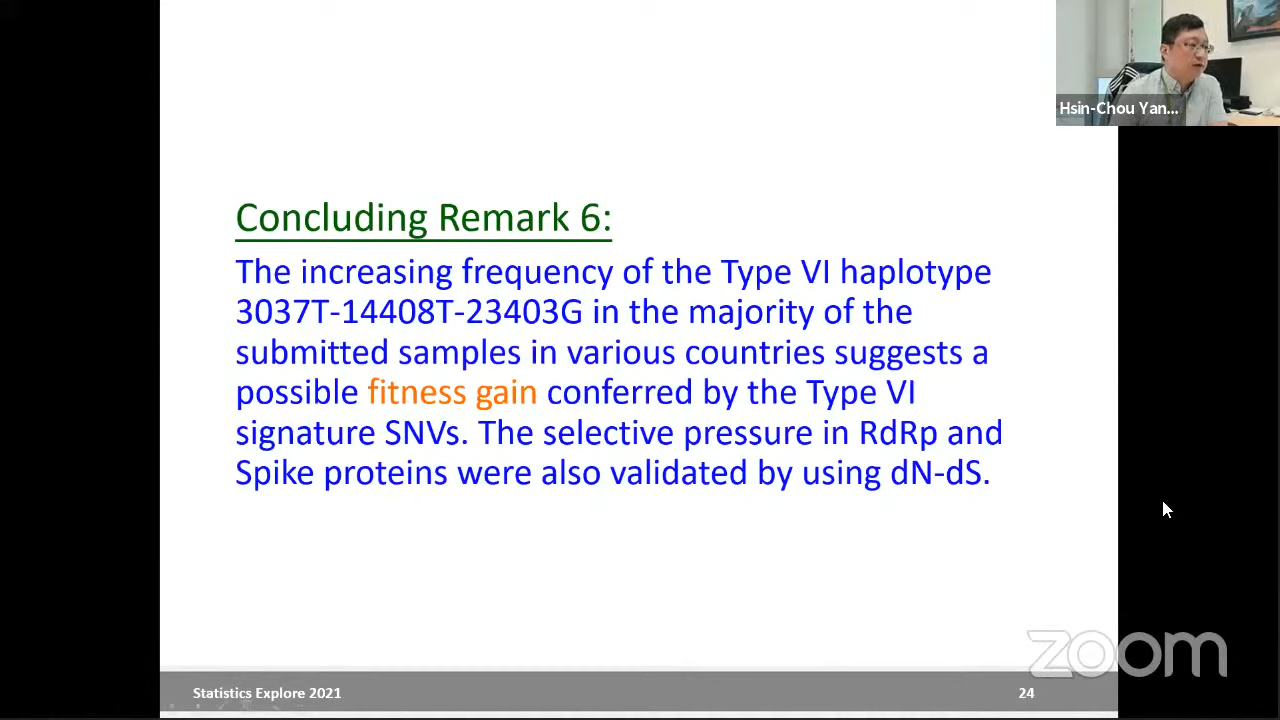 Hsin-Chou Yan...
Concluding Remark 6:
The increasing frequency of the Type VI haplotype
3037T-14408T-23403G in the majority of the
submitted samples in various countries suggests a
possible fitness gain conferred by the Type VI
signature SNVs. The selective pressure in RdRp and
Spike proteins were also validated by using dN-dS.
zoom
Statistics Explore 2021
24